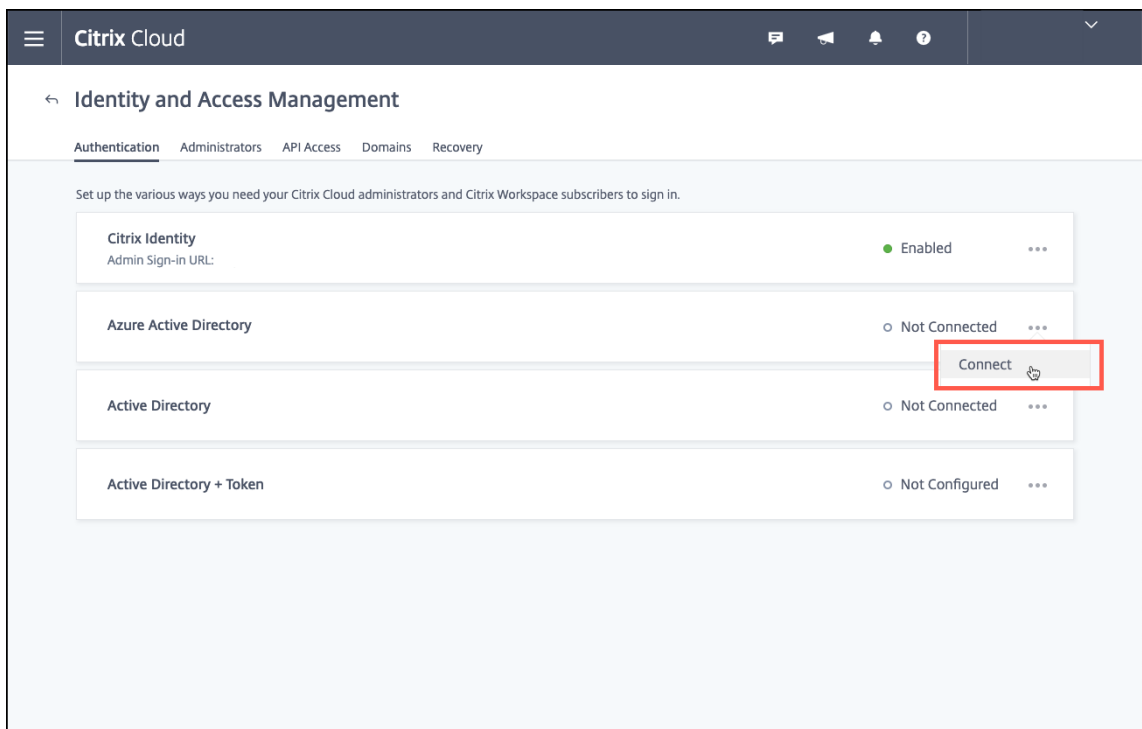 Citrix Cloud
Identity and Access Management
Authentication Administrators API Access Domains Recovery
Set up the various ways you need your Citrix Cloud administrators and Citrix Workspace subscribers to sign in.
Citrix Identity
Admin Sign-in URL:
Enabled
Azure Active Directory
Not Connected
Connect
Active Directory
Not Connected
Active Directory + Token
Not Configured